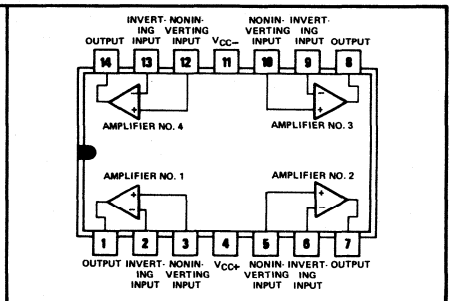 INVERT- NONIN- NONIN- INVERT-
ING VERTING VERTING ING
OUTPUT INPUT INPUT VCC− INPUT INPUT OUTPUT
14 13 12 11 10 9 8
− + + −
AMPLIFIER NO. 4 AMPLIFIER NO. 3
AMPLIFIER NO. 1 AMPLIFIER NO. 2
+ − + −
1 2 3 4 5 6 7
OUTPUT INVERT- NONIN- VCC+ NONIN- INVERT- OUTPUT
ING VERTING VERTING ING
INPUT INPUT INPUT INPUT